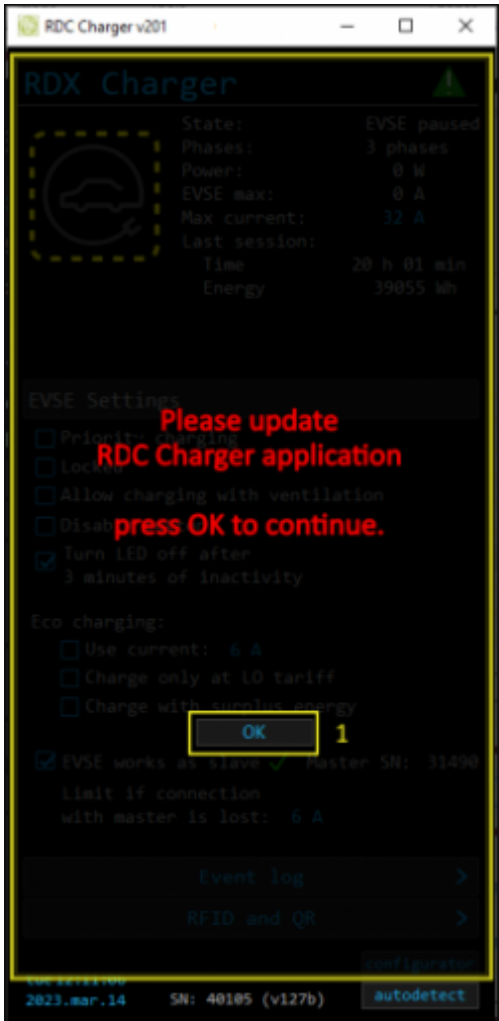 RDC Charger v201
RDX Charger
State: EVSE paused
Phases: 3 phases
Power: 0 W
EVSE max: 0 A
Max current: 32 A
Last session:
Time 20 h 01 min
Energy 39055 Wh
EVSE Settings
Please update
Priority charging
RDC Charger application
Locked
Allow charging with ventilation
press OK to continue.
Turn LED off after
3 minutes of inactivity
Eco charging:
Use current: 6 A
Charge only at LO tariff
Charge with surplus energy
OK 1
EVSE works as slave ✓ Master SN: 31490
Limit if connection
with master is lost: 6 A
Event log >
RFID and QR >
configurator
2023.mar.14 SN: 40105 (v127b) autodetect